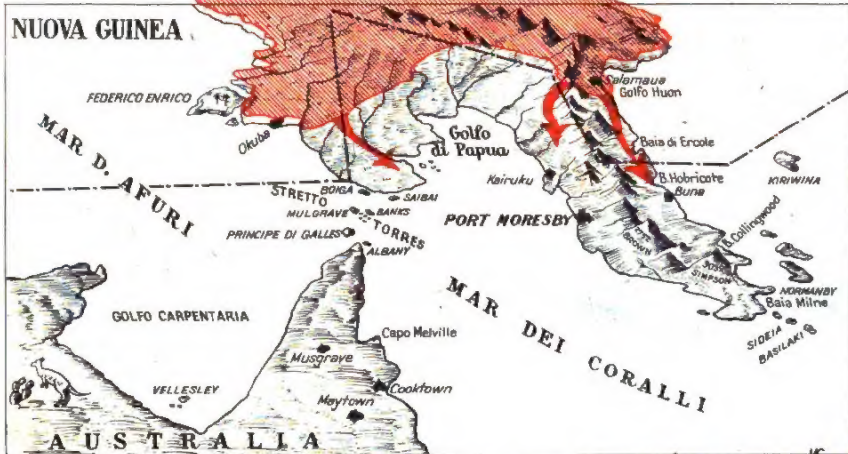 NUOVA GUINEA
Salamaua
Golfo Huon
FEDERICO ENRICO
Okuba
Golfo
di Papua
Baia di Ercole
MAR D. AFURI
Kairuku
B. Hobricate
Buna
KIRIWINA
BOIGA
SAIBAI
STRETTO
TORRES
MULGRAVE
BANKS
PORT MORESBY
PRINCIPE DI GALLES
ALBANY
B. Collingwood
BROWN
SIMPSON
NORMANBY
Baia Milne
SIDEIA
BASILAKI
MAR DEI CORALLI
GOLFO CARPENTARIA
Capo Melville
Musgrave
VELLESLEY
Cooktown
Maytown
AUSTRALIA